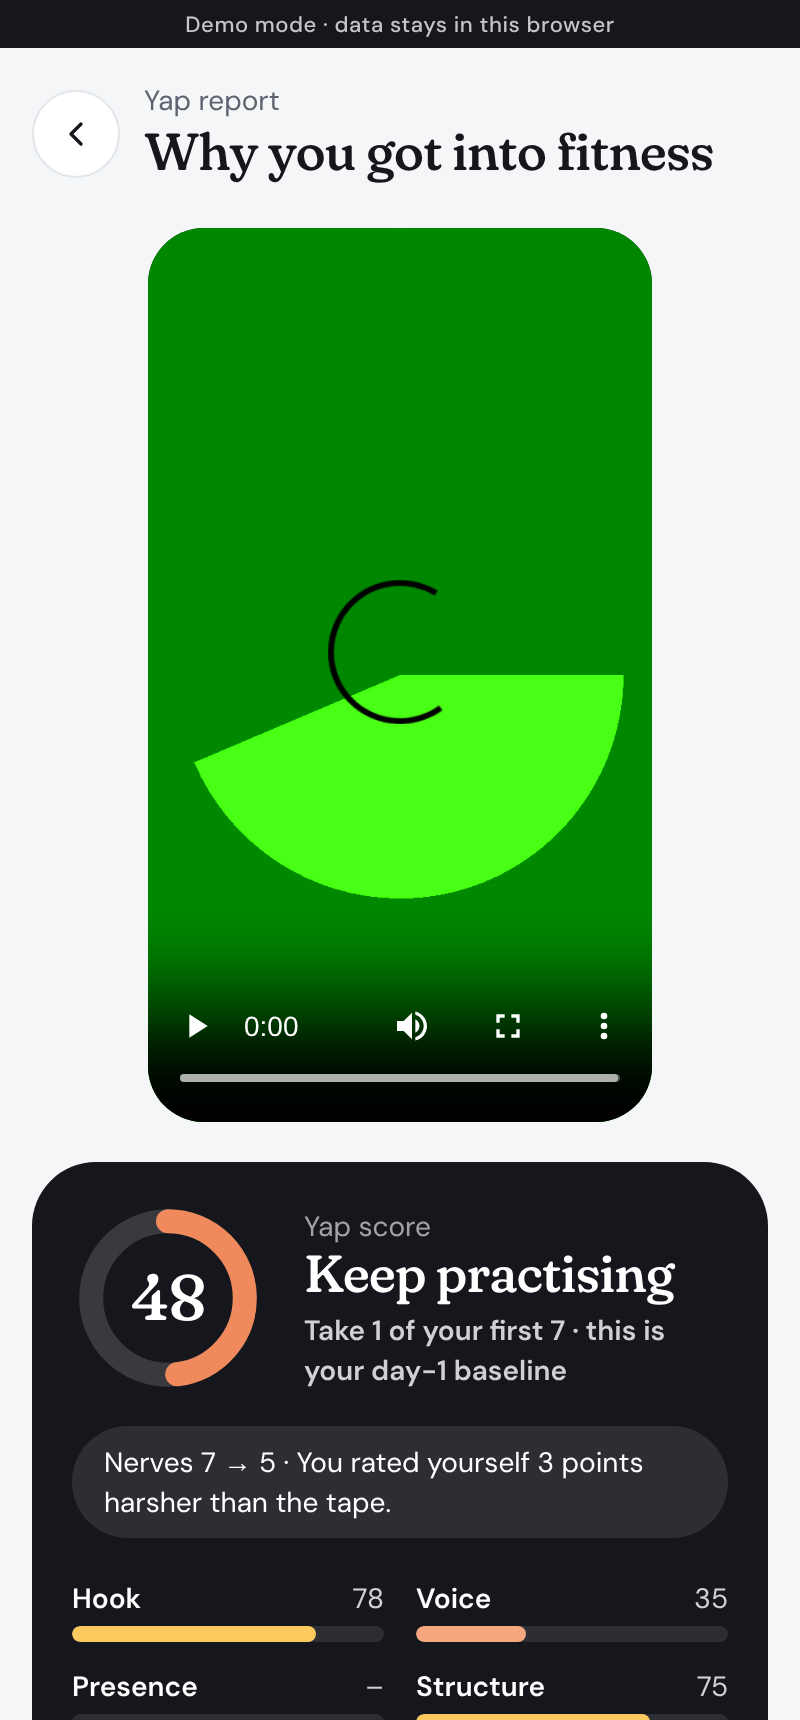 Demo mode · data stays in this browser
Yap report
Why you got into fitness
0:00
48
Yap score
Keep practising
Take 1 of your first 7 · this is
your day-1 baseline
Nerves 7 → 5 · You rated yourself 3 points
harsher than the tape.
Hook 78
Voice 35
Presence –
Structure 75